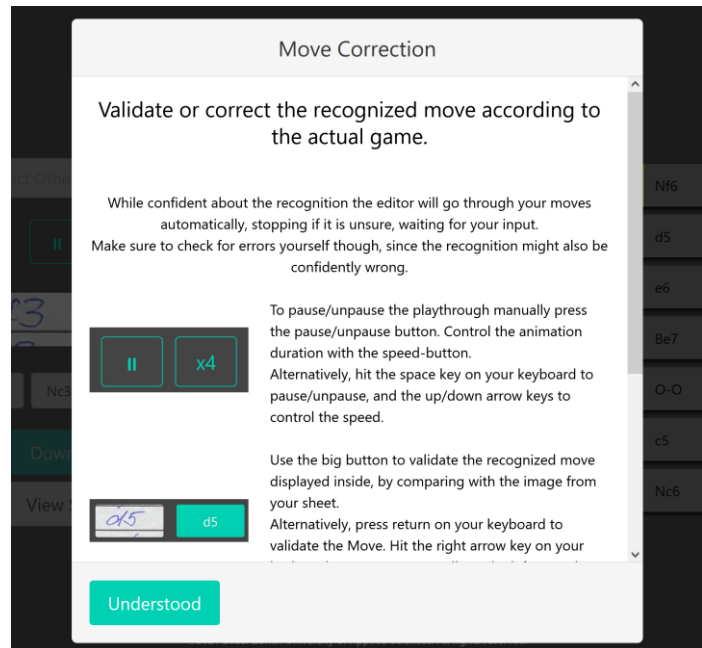 Move Correction
Validate or correct the recognized move according to
the actual game.
While confident about the recognition the editor will go through your moves
automatically, stopping if it is unsure, waiting for your input.
Make sure to check for errors yourself though, since the recognition might also be
confidently wrong.
To pause/unpause the playthrough manually press
the pause/unpause button. Control the animation
duration with the speed-button.
Alternatively, hit the space key on your keyboard to
pause/unpause, and the up/down arrow keys to
control the speed.
x4
Use the big button to validate the recognized move
displayed inside, by comparing with the image from
your sheet.
Alternatively, press return on your keyboard to
validate the Move. Hit the right arrow key on your
d5
d5
Understood
ect Othe
Nc3
Down
View
Nf6
d5
e6
Be7
O-O
c5
Nc6